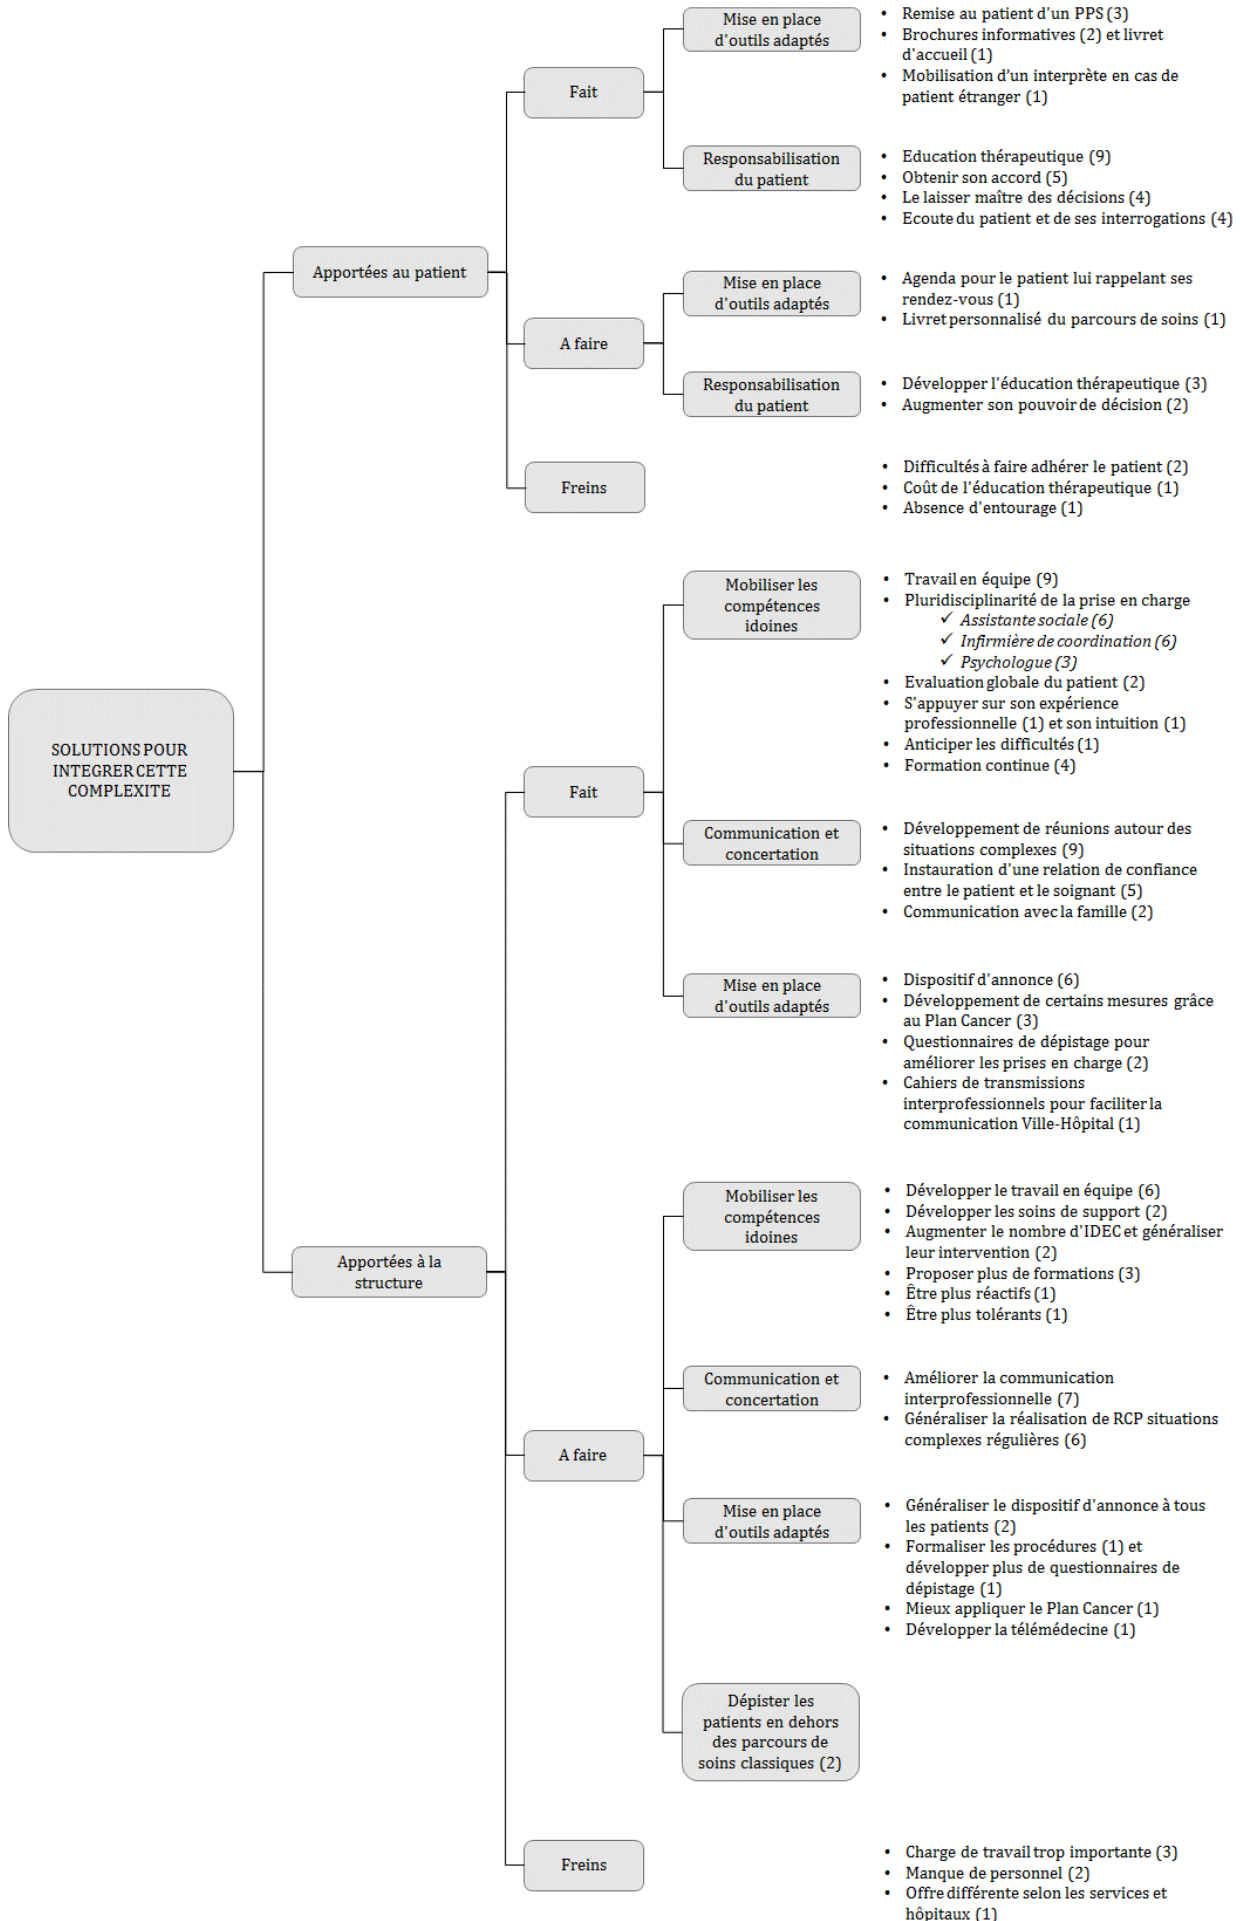 Mise en place
d'outils adaptés
• Remise au patient d'un PPS (3)
• Brochures informatives (2) et livret
d'accueil (1)
• Mobilisation d'un interprète en cas de
patient étranger (1)
Fait
Responsabilisation
du patient
• Education thérapeutique (9)
• Obtenir son accord (5)
• Le laisser maître des décisions (4)
• Ecoute du patient et de ses interrogations (4)
Apportées au patient
Mise en place
d'outils adaptés
• Agenda pour le patient lui rappelant ses
rendez-vous (1)
• Livret personnalisé du parcours de soins (1)
A faire
Responsabilisation
du patient
• Développer l'éducation thérapeutique (3)
• Augmenter son pouvoir de décision (2)
Freins
• Difficultés à faire adhérer le patient (2)
• Coût de l'éducation thérapeutique (1)
• Absence d'entourage (1)
Mobiliser les
compétences
idoines
• Travail en équipe (9)
• Pluridisciplinarité de la prise en charge
✓ Assistante sociale (6)
✓ Infirmière de coordination (6)
✓ Psychologue (3)
• Evaluation globale du patient (2)
• S'appuyer sur son expérience
professionnelle (1) et son intuition (1)
• Anticiper les difficultés (1)
• Formation continue (4)
SOLUTIONS POUR
INTEGRER CETTE
COMPLEXITE
Fait
Communication et
concertation
• Développement de réunions autour des
situations complexes (9)
• Instauration d'une relation de confiance
entre le patient et le soignant (5)
• Communication avec la famille (2)
Mise en place
d'outils adaptés
• Dispositif d'annonce (6)
• Développement de certains mesures grâce
au Plan Cancer (3)
• Questionnaires de dépistage pour
améliorer les prises en charge (2)
• Cahiers de transmissions
interprofessionnels pour faciliter la
communication Ville-Hôpital (1)
Mobiliser les
compétences
idoines
• Développer le travail en équipe (6)
• Développer les soins de support (2)
• Augmenter le nombre d'IDEC et généraliser
leur intervention (2)
• Proposer plus de formations (3)
• Être plus réactifs (1)
• Être plus tolérants (1)
Apportées à la
structure
Communication et
concertation
• Améliorer la communication
interprofessionnelle (7)
• Généraliser la réalisation de RCP situations
complexes régulières (6)
A faire
Mise en place
d'outils adaptés
• Généraliser le dispositif d'annonce à tous
les patients (2)
• Formaliser les procédures (1) et
développer plus de questionnaires de
dépistage (1)
• Mieux appliquer le Plan Cancer (1)
• Développer la télémédecine (1)
Dépister les
patients en dehors
des parcours de
soins classiques (2)
Freins
• Charge de travail trop importante (3)
• Manque de personnel (2)
• Offre différente selon les services et
hôpitaux (1)